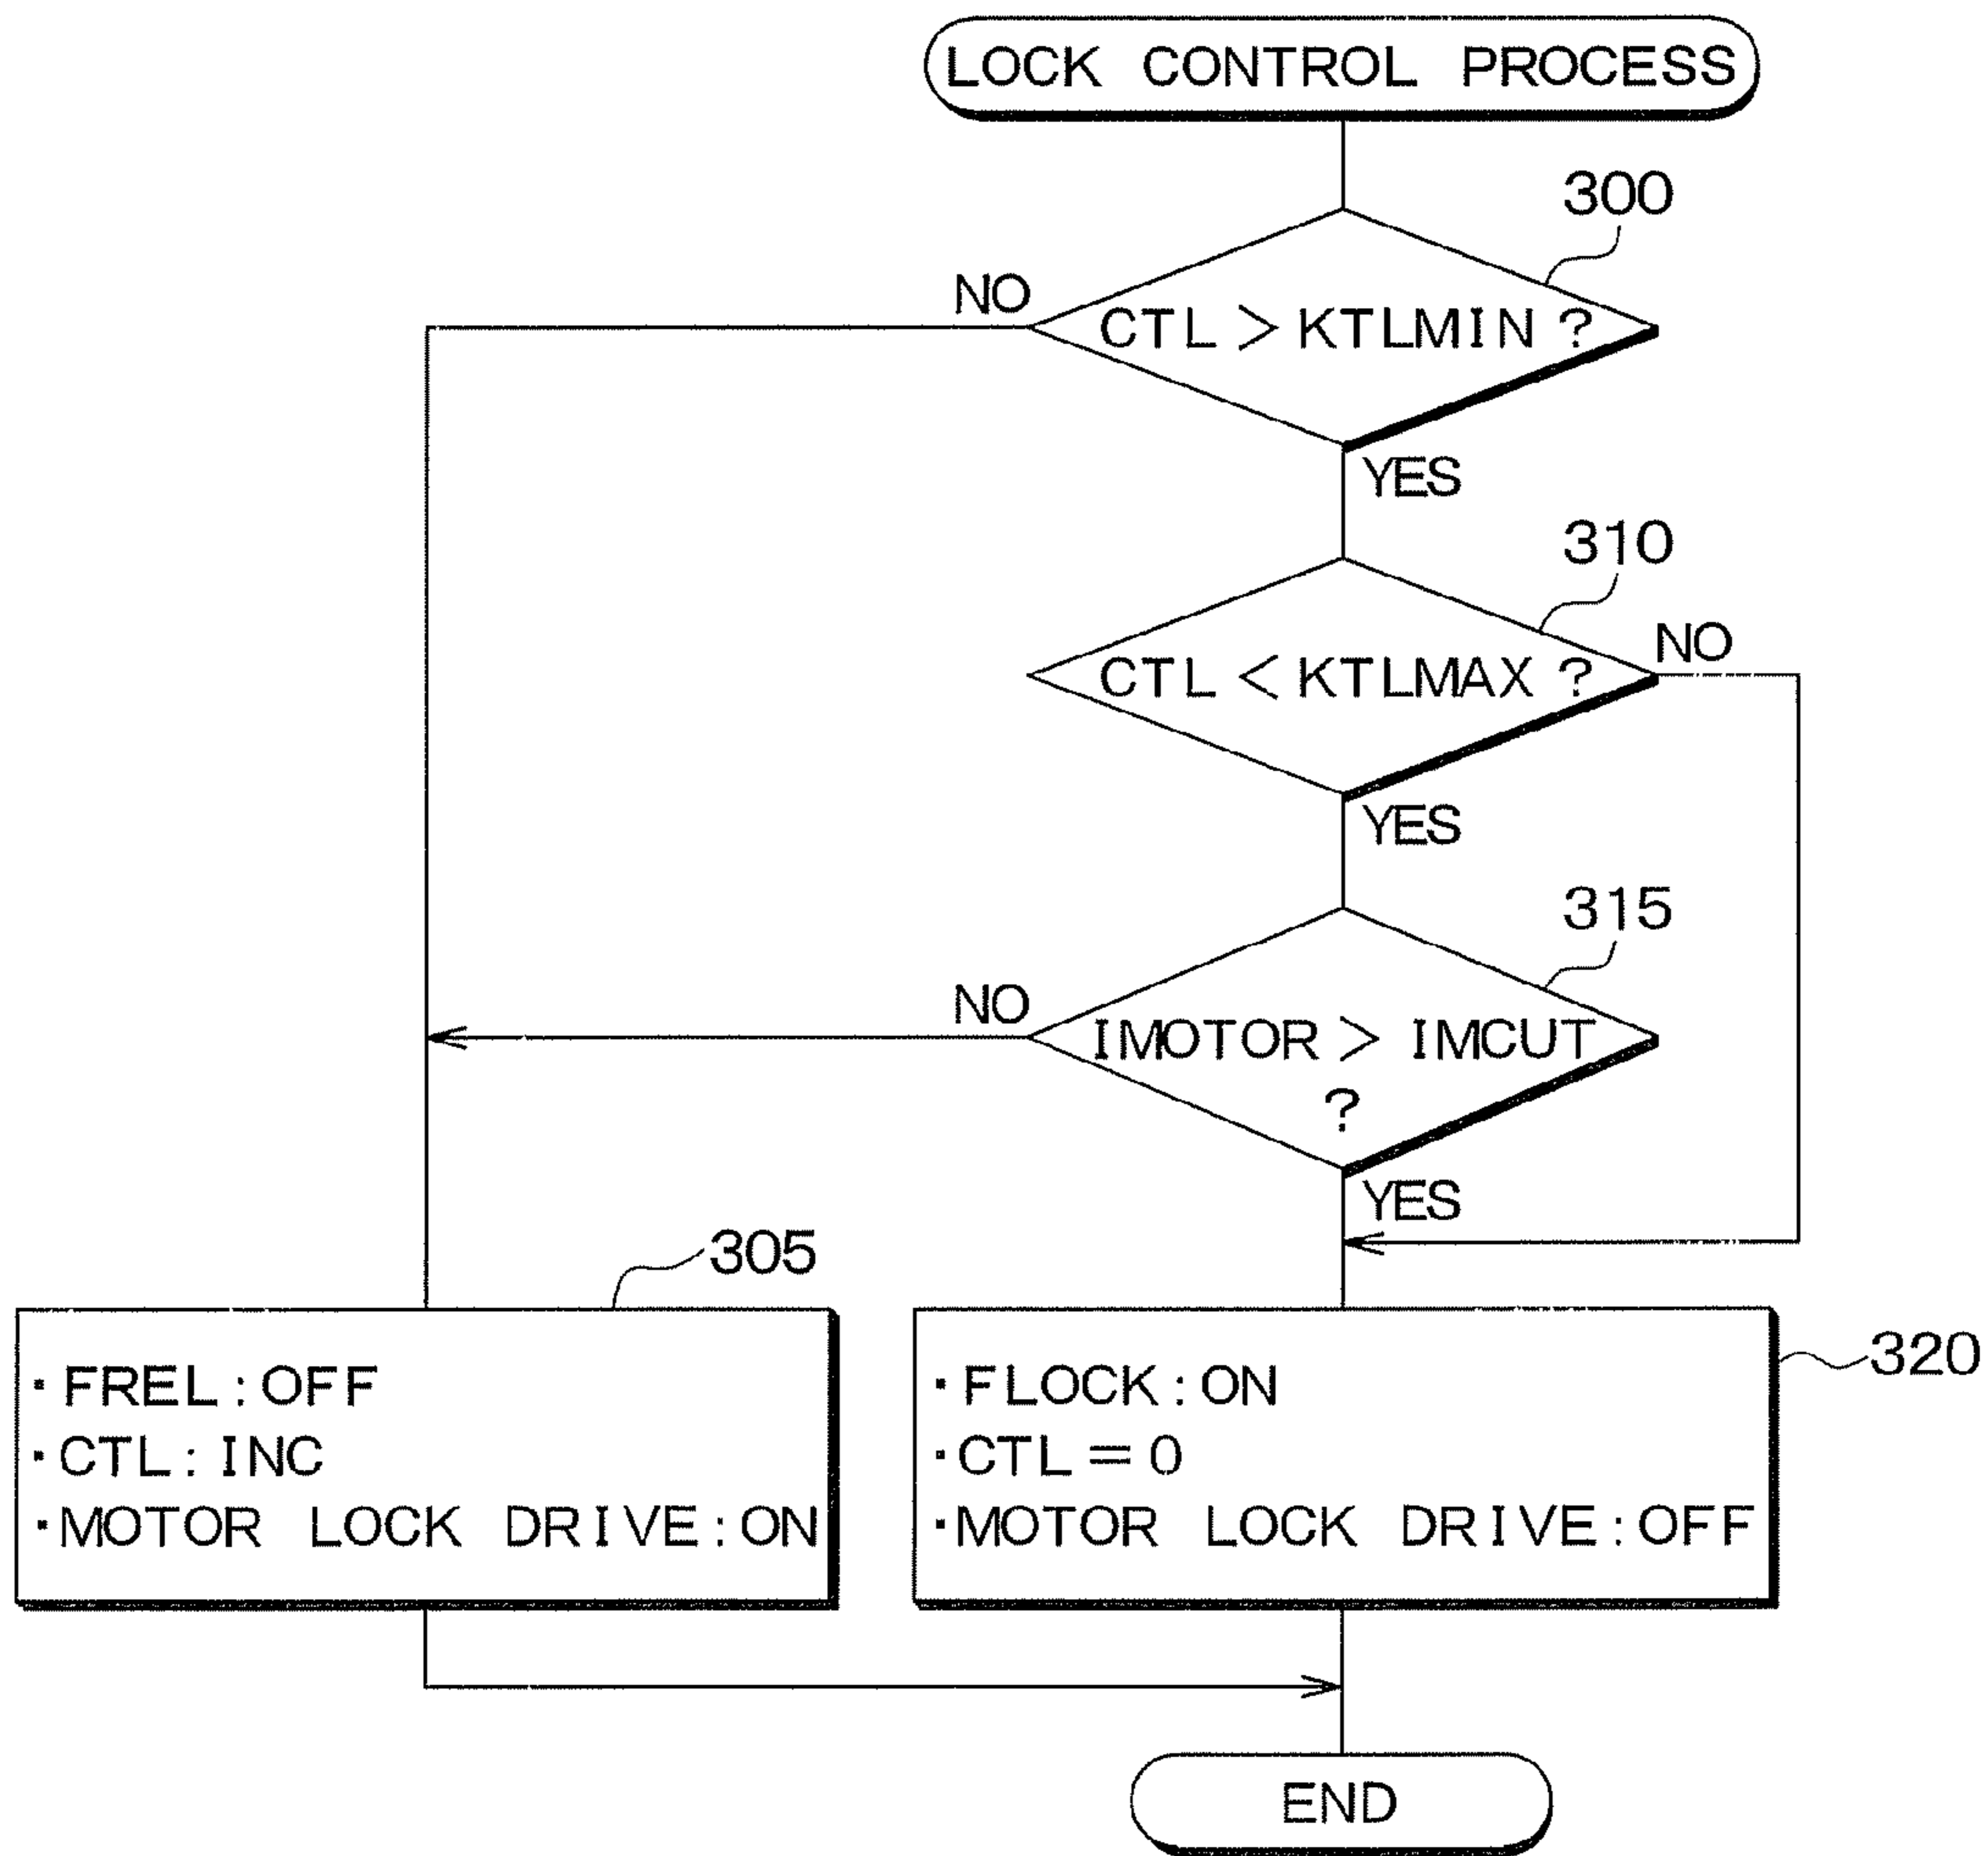 LOCK CONTROL PROCESS
300
NO
CTL > KTLMIN ?
YES
310
NO
CTL < KTLMAX ?
YES
315
NO
IMOTOR > IMCUT
?
YES
305
・FREL:OFF
・CTL:INC
・MOTOR LOCK DRIVE:ON
320
・FLOCK:ON
・CTL=0
・MOTOR LOCK DRIVE:OFF
END